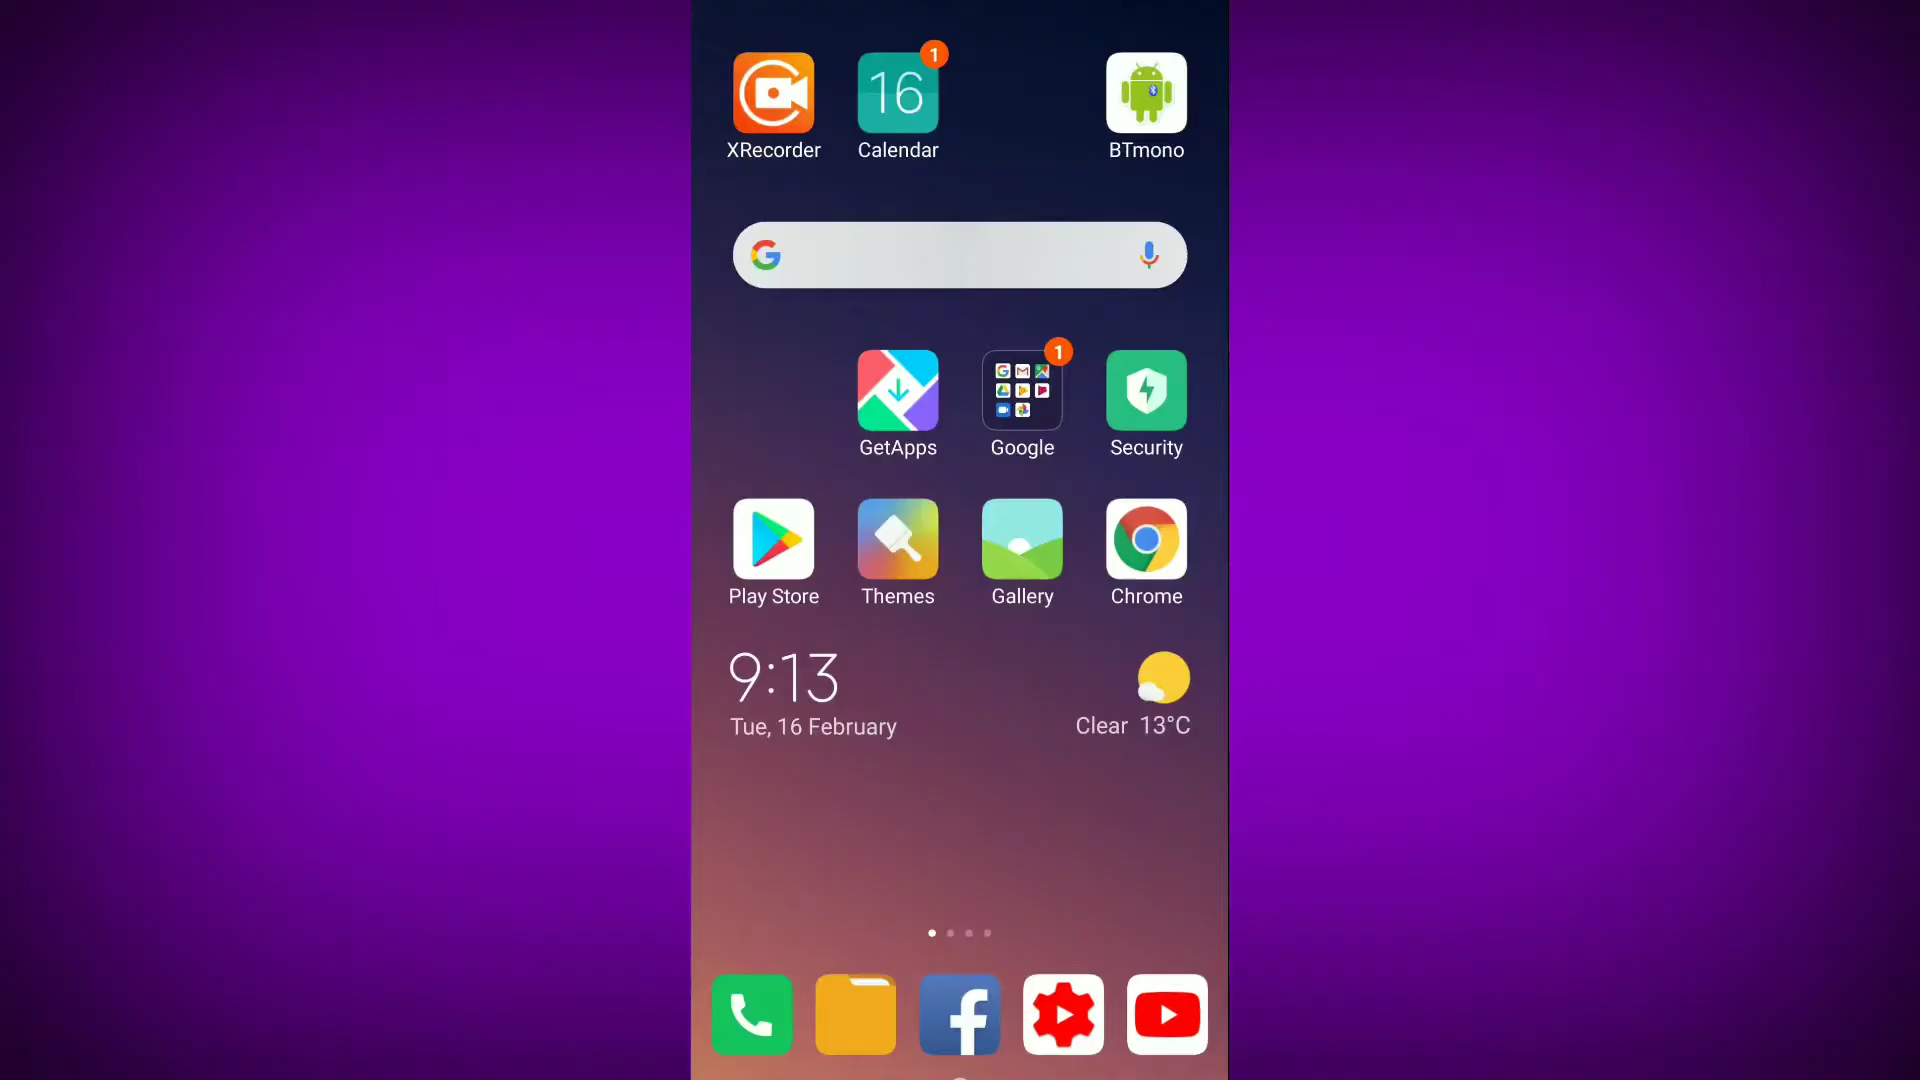 1
16
XRecorder Calendar BTmono
1
GetApps Google Security
Play Store Themes Gallery Chrome
9:13
Tue, 16 February
Clear 13°C